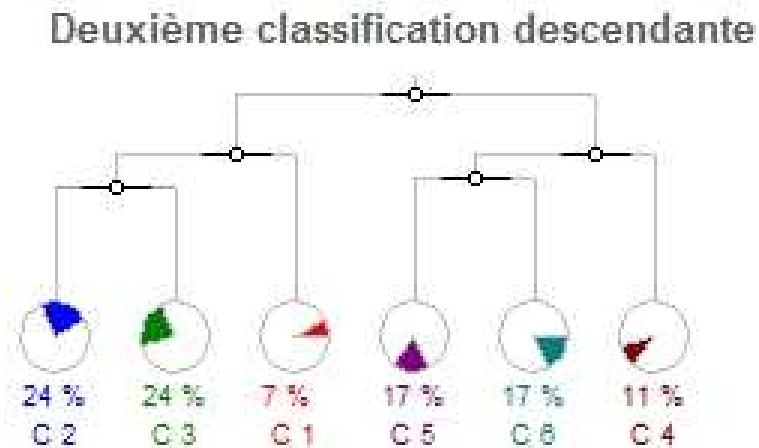 Deuxième classification descendante
24 % 24 % 7 % 17 % 17 % 11 %
C 2 C 3 C 1 C 5 C 6 C 4